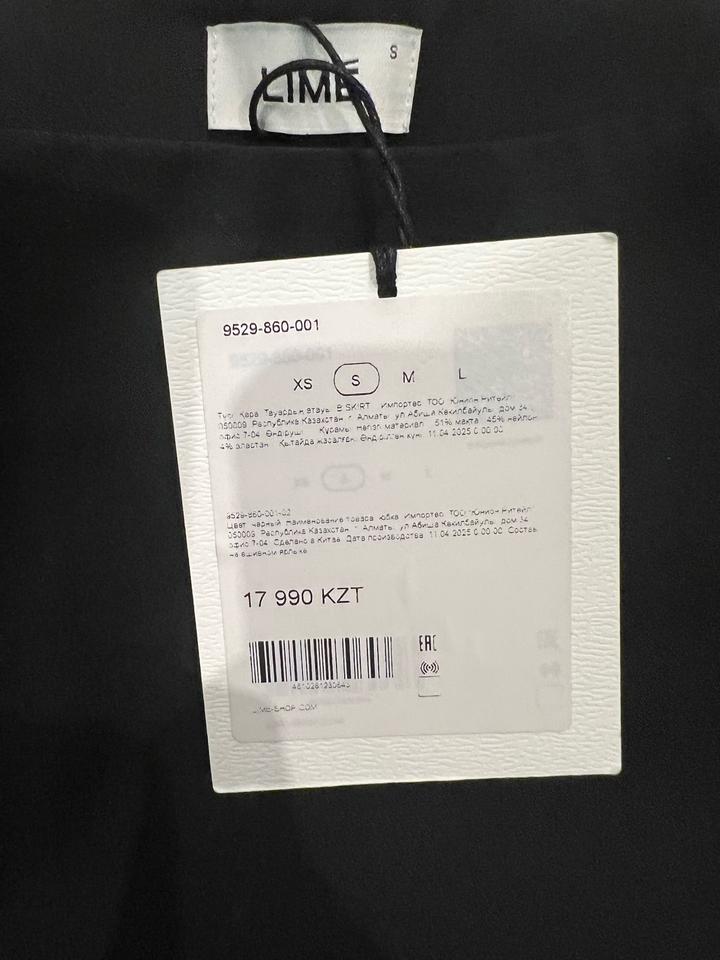 LIME
S
9529-860-001
XS S M L
Түсі: Қара Тауардың атауы: B.SKIRT Импортер: ТОО "Юнион Ритейл"
050009, Республика Казахстан, г. Алматы, ул. Абиша Кекилбайулы, дом 34,
офис 7-04 Өндіруші: Құрамы: Негізгі материал: 51% мақта 45% нейлон
4% эластан Қытайда жасалған. Өндірілген күні: 11.04.2025 0:00:00
9529-860-001-02
Цвет: черный Наименование товара: юбка Импортер: ТОО "Юнион Ритейл"
050009, Республика Казахстан, г. Алматы, ул. Абиша Кекилбайулы, дом 34,
офис 7-04 Сделано в Китае. Дата производства: 11.04.2025 0:00:00 Состав
на вшивном ярлыке
17 990 KZT
EAC
LIME-SHOP.COM